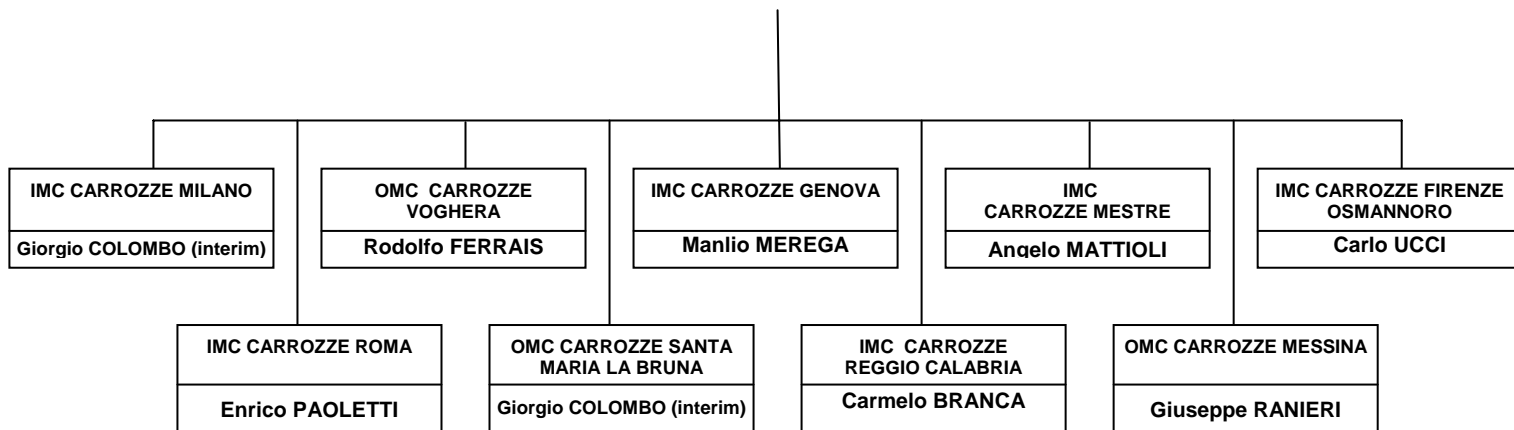 IMC CARROZZE MILANO
Giorgio COLOMBO (interim)
OMC CARROZZE
VOGHERA
Rodolfo FERRAIS
IMC CARROZZE GENOVA
Manlio MEREGA
IMC
CARROZZE MESTRE
Angelo MATTIOLI
IMC CARROZZE FIRENZE
OSMANNORO
Carlo UCCI
IMC CARROZZE ROMA
Enrico PAOLETTI
OMC CARROZZE SANTA
MARIA LA BRUNA
Giorgio COLOMBO (interim)
IMC CARROZZE
REGGIO CALABRIA
Carmelo BRANCA
OMC CARROZZE MESSINA
Giuseppe RANIERI